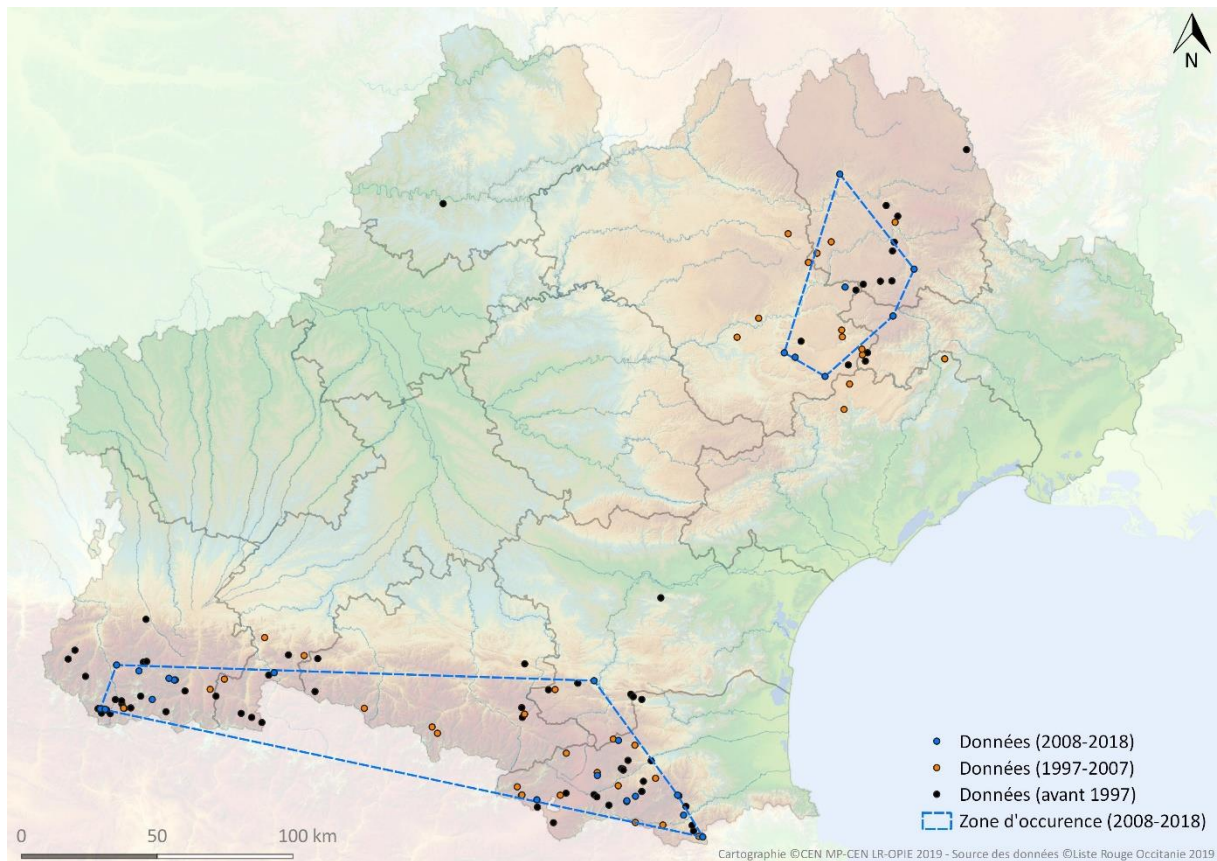 N
Données (2008-2018)
Données (1997-2007)
Données (avant 1997)
Zone d'occurence (2008-2018)
0 50 100 km
Cartographie ©CEN MP-CEN LR-OPIE 2019 - Source des données ©Liste Rouge Occitanie 2019